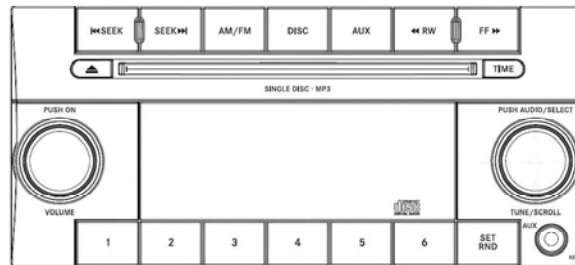 SEEK SEEK AM/FM DISC AUX RW FF
TIME
SINGLE DISC · MP3
PUSH ON PUSH AUDIO/SELECT
disc
VOLUME TUNE/SCROLL
1 2 3 4 5 6 SET RND
AUX